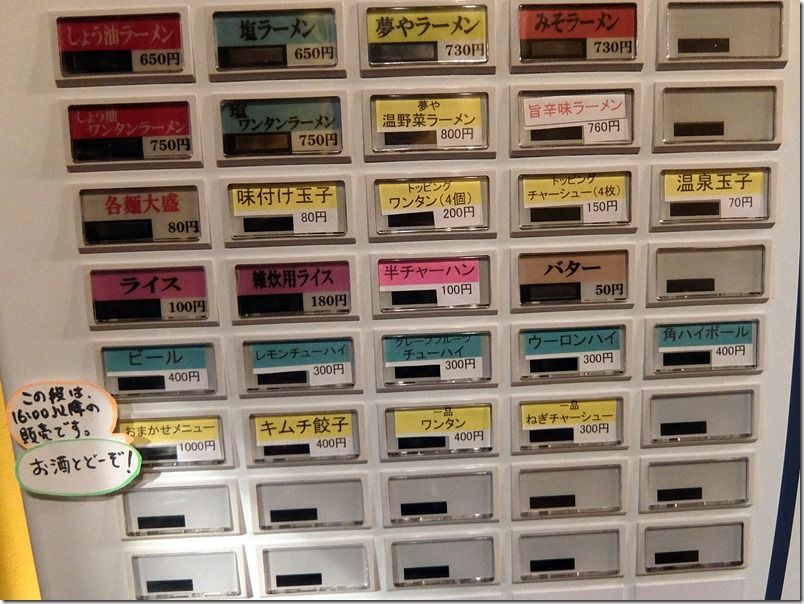 しょう油ラーメン
650円
塩ラーメン
650円
夢やラーメン
730円
みそラーメン
730円
しょう油
ワンタンラーメン
750円
塩
ワンタンラーメン
750円
夢や
温野菜ラーメン
800円
旨辛味ラーメン
760円
各麺大盛
80円
味付け玉子
80円
トッピング
ワンタン(4個)
200円
トッピング
チャーシュー(4枚)
150円
温泉玉子
70円
ライス
100円
雑炊用ライス
180円
半チャーハン
100円
バター
50円
ビール
400円
レモンチューハイ
300円
グレープフルーツ
チューハイ
300円
ウーロンハイ
300円
角ハイボール
400円
この段は、
16:00以降の
販売です。
お酒とどーぞ!
おまかせメニュー
1000円
キムチ餃子
400円
一品
ワンタン
400円
一品
ねぎチャーシュー
300円